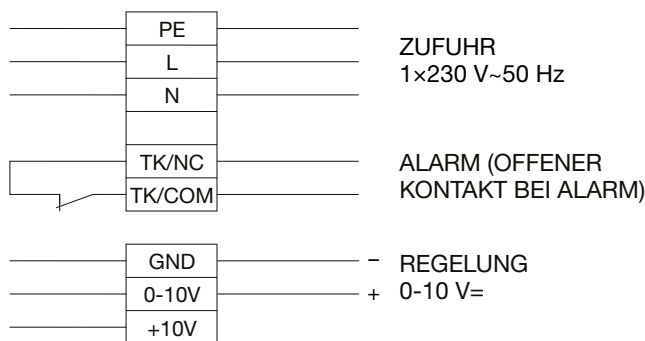 PE
L
N
ZUFUHR
1×230 V~50 Hz
TK/NC
TK/COM
ALARM (OFFENER
KONTAKT BEI ALARM)
GND
0-10V
+10V
–
+
REGELUNG
0-10 V=